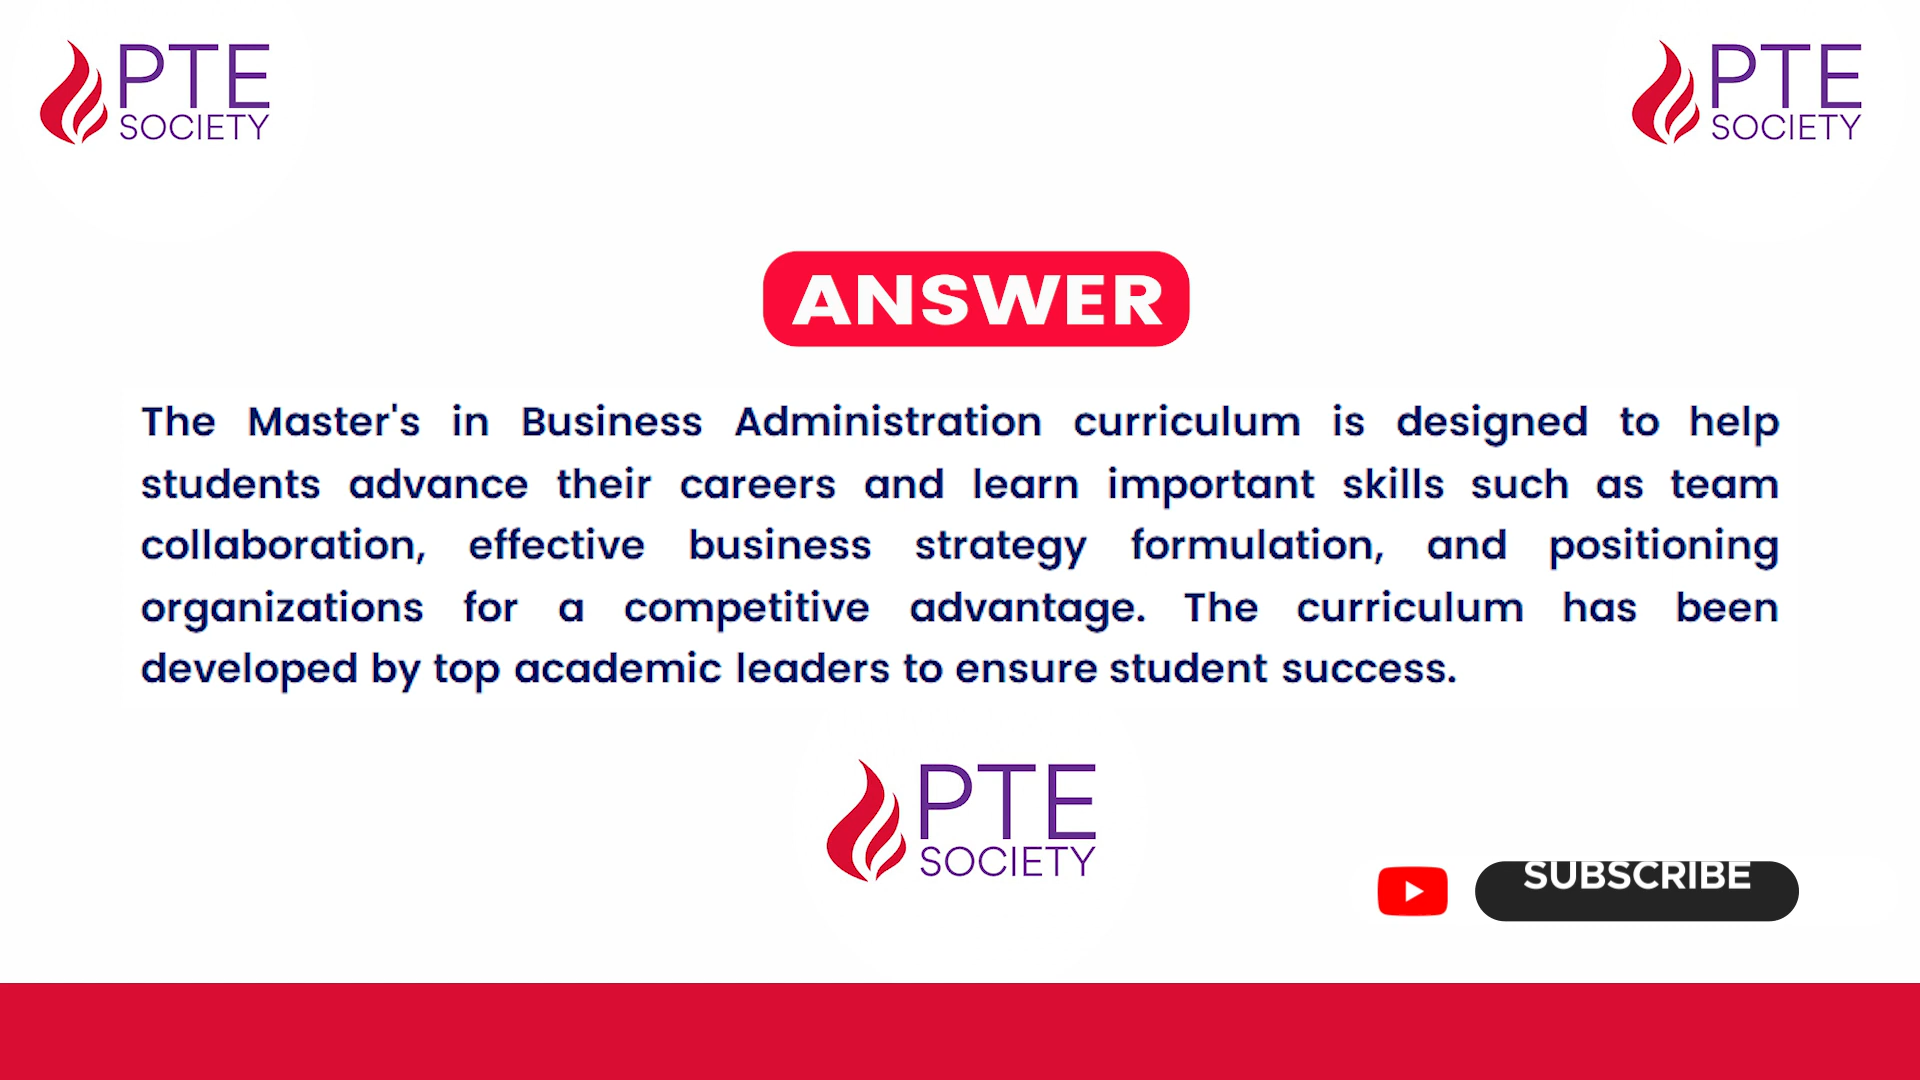 PTE
SOCIETY
PTE
SOCIETY
ANSWER
The Master's in Business Administration curriculum is designed to help
students advance their careers and learn important skills such as team
collaboration, effective business strategy formulation, and positioning
organizations for a competitive advantage. The curriculum has been
developed by top academic leaders to ensure student success.
PTE
SOCIETY
SUBSCRIBE